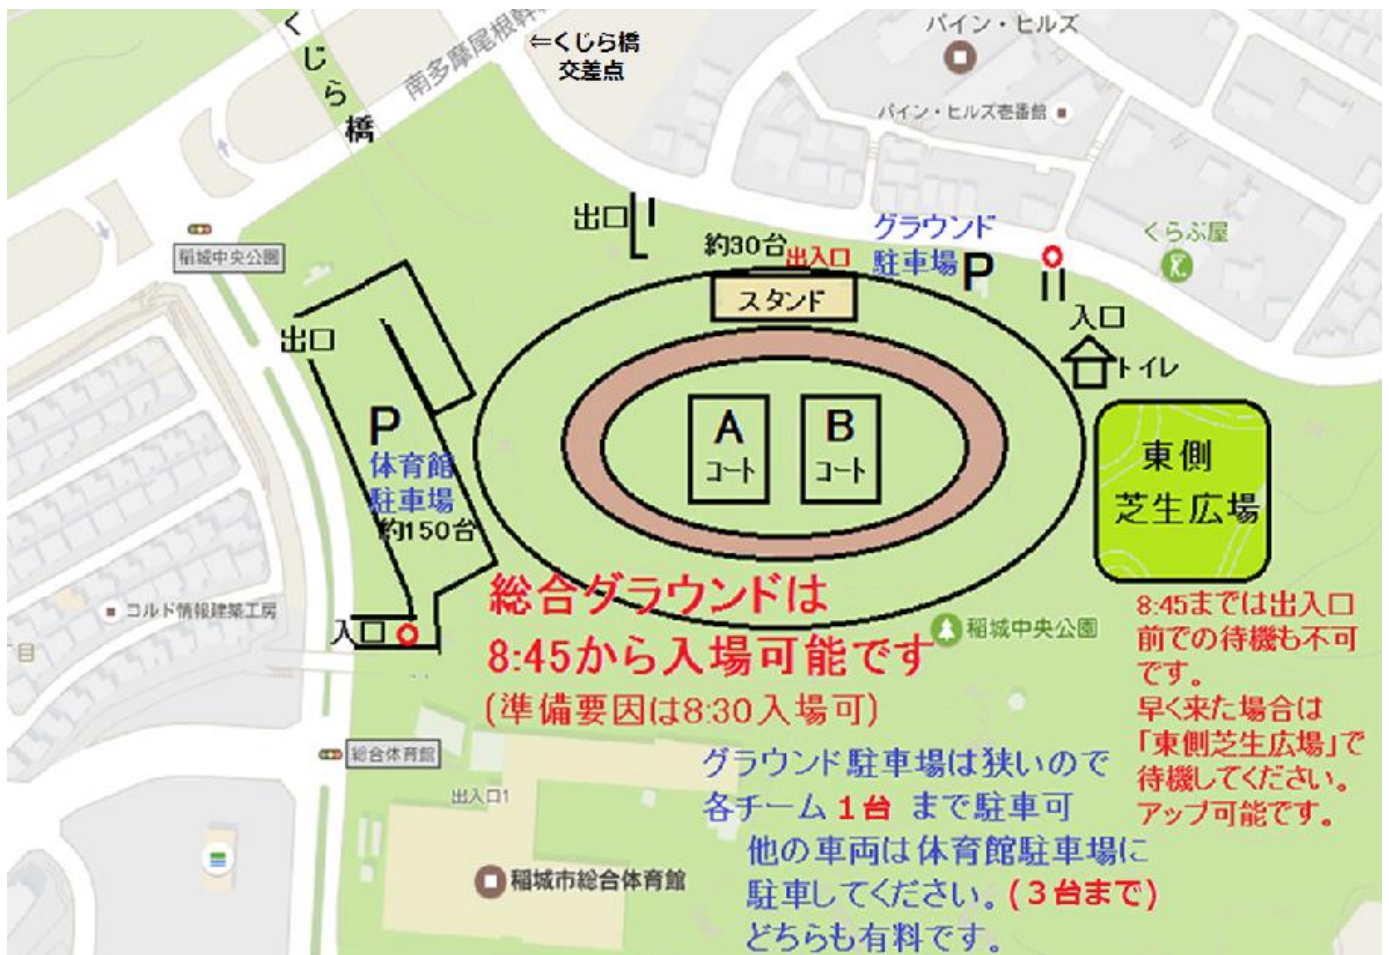 くじら橋
南多摩尾根幹
⇐くじら橋
交差点
パイン・ヒルズ
パイン・ヒルズ壱番館
出口
約30台
出入口
グラウンド
駐車場
P
くらぶ屋
稲城中央公園
スタンド
入口
トイレ
出口
A
コート
B
コート
P
体育館
駐車場
約150台
東側
芝生広場
コルド情報建築工房
入口
総合グラウンドは
8:45から入場可能です
(準備要因は8:30入場可)
稲城中央公園
8:45までは出入口
前での待機も不可
です。
早く来た場合は
「東側芝生広場」で
待機してください。
アップ可能です。
総合体育館
出入口1
グラウンド駐車場は狭いので
各チーム 1台 まで駐車可
他の車両は体育館駐車場に
駐車してください。(3台まで)
どちらも有料です。
稲城市総合体育館